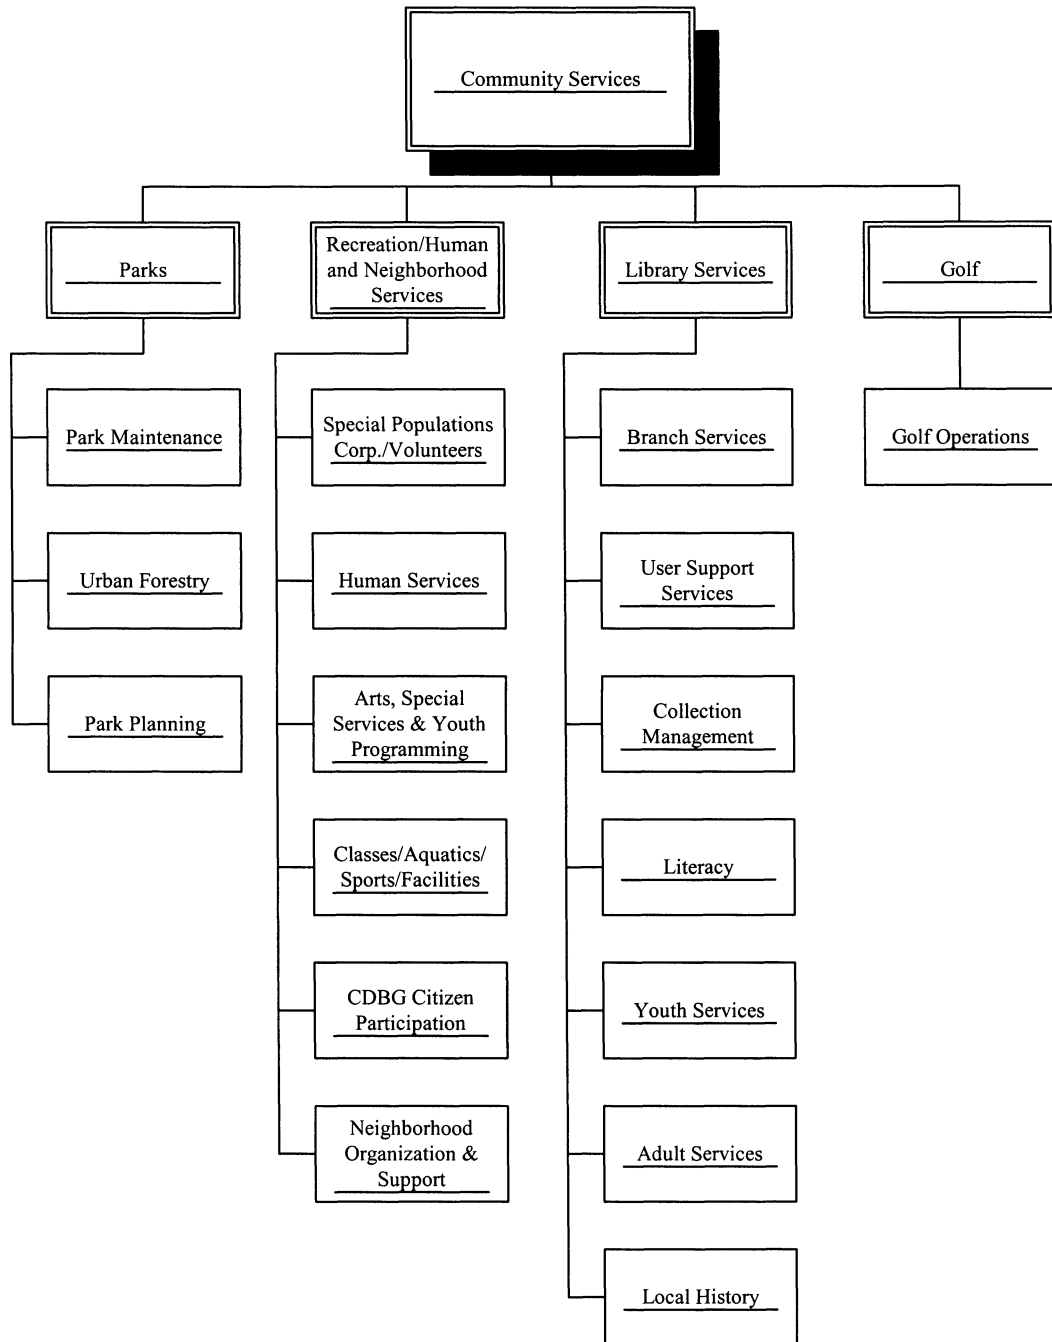 Community Services
Parks
Recreation/Human
and Neighborhood
Services
Library Services
Golf
Park Maintenance
Special Populations
Corp./Volunteers
Branch Services
Golf Operations
Urban Forestry
Human Services
User Support
Services
Park Planning
Arts, Special
Services & Youth
Programming
Collection
Management
Classes/Aquatics/
Sports/Facilities
Literacy
CDBG Citizen
Participation
Youth Services
Neighborhood
Organization &
Support
Adult Services
Local History